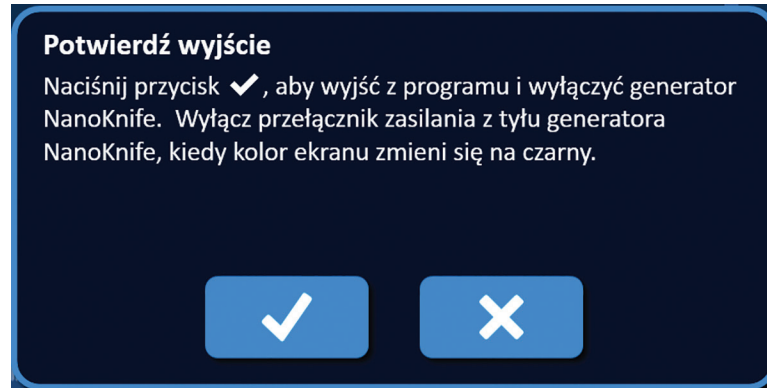 Potwierdź wyjście
Naciśnij przycisk ✔, aby wyjść z programu i wyłączyć generator
NanoKnife.  Wyłącz przełącznik zasilania z tyłu generatora
NanoKnife, kiedy kolor ekranu zmieni się na czarny.